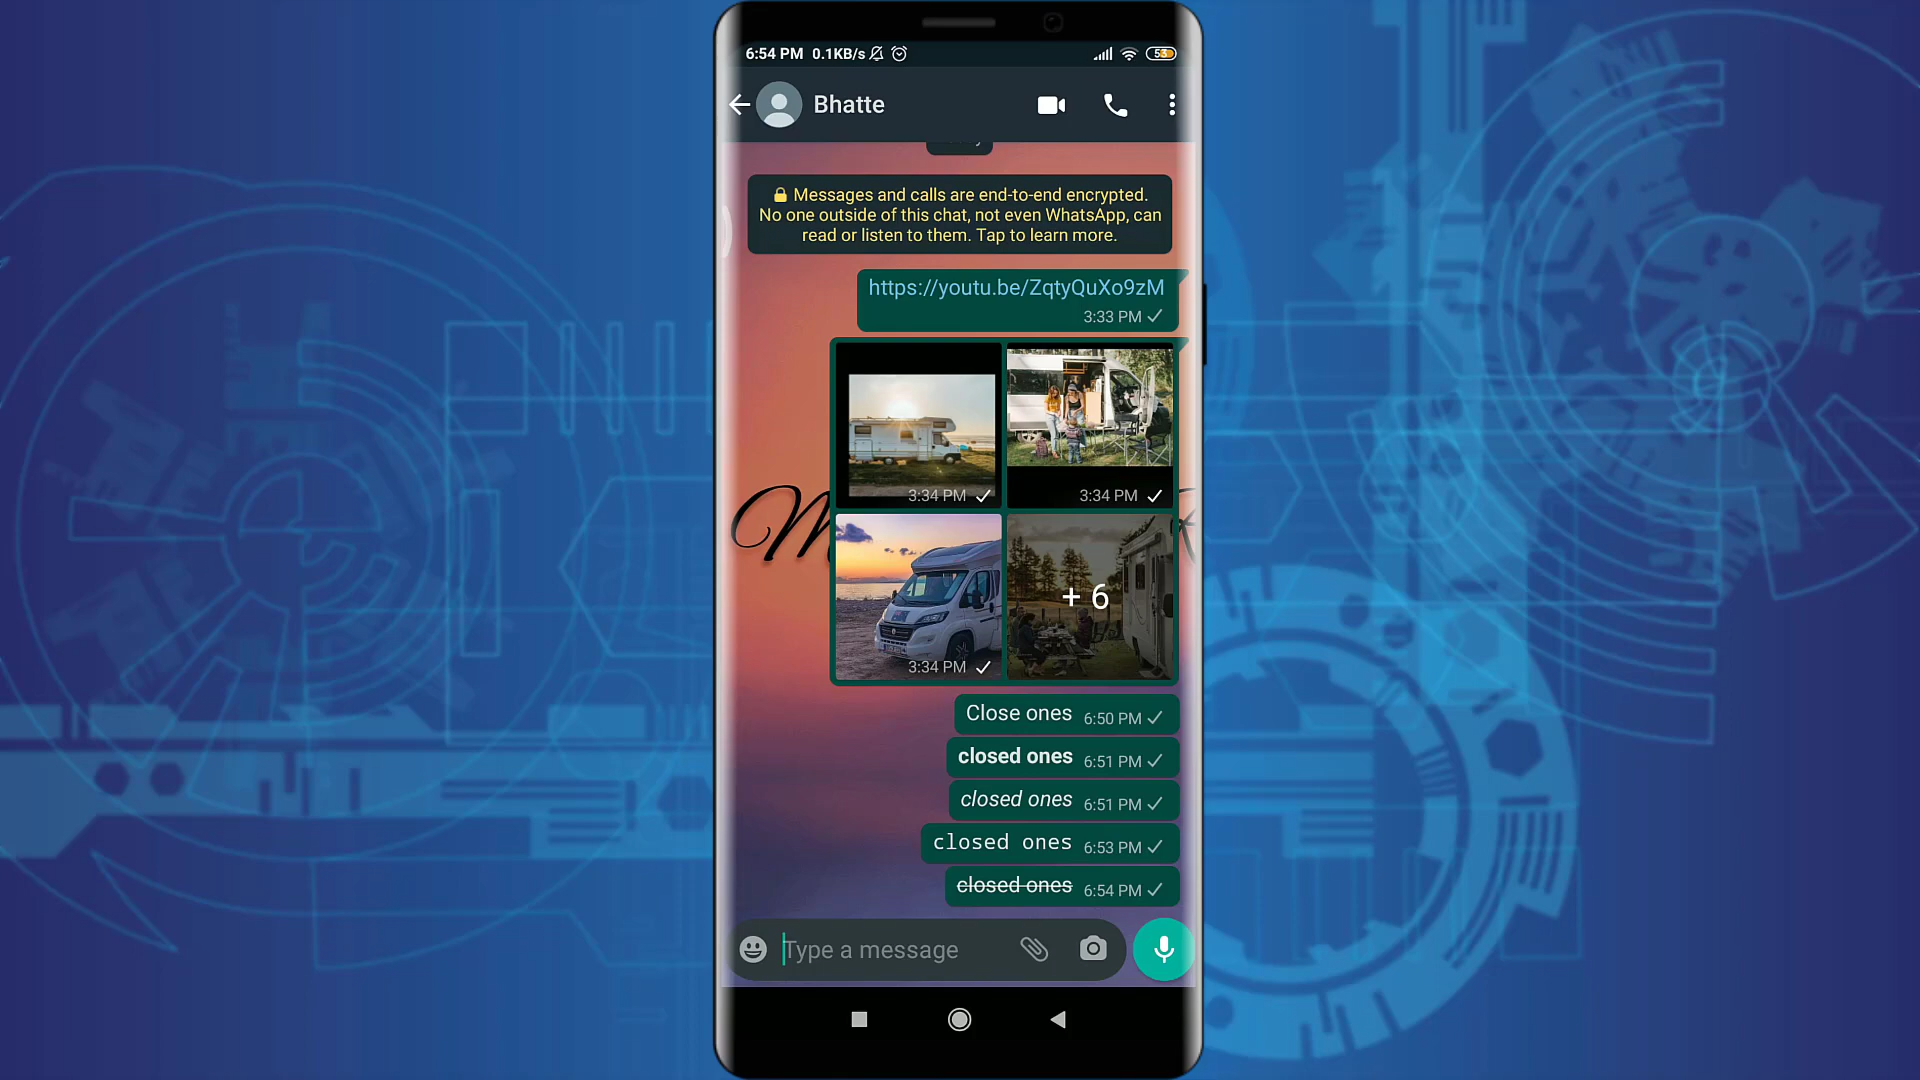 6:54 PM 0.1KB/s
53
Bhatte
Messages and calls are end-to-end encrypted.
No one outside of this chat, not even WhatsApp, can
read or listen to them. Tap to learn more.
https://youtu.be/ZqtyQuXo9zM
3:33 PM
3:34 PM
3:34 PM
3:34 PM
+ 6
Close ones 6:50 PM
closed ones 6:51 PM
closed ones 6:51 PM
closed ones 6:53 PM
closed ones 6:54 PM
Type a message